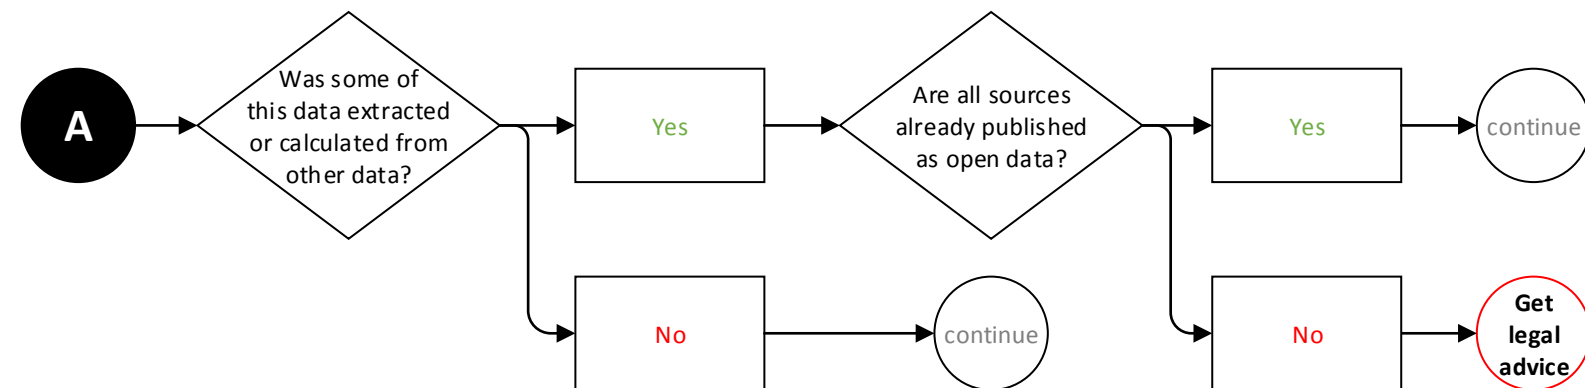 A
Was some of
this data extracted
or calculated from
other data?
Yes
Are all sources
already published
as open data?
Yes
continue
No
continue
No
Get
legal
advice